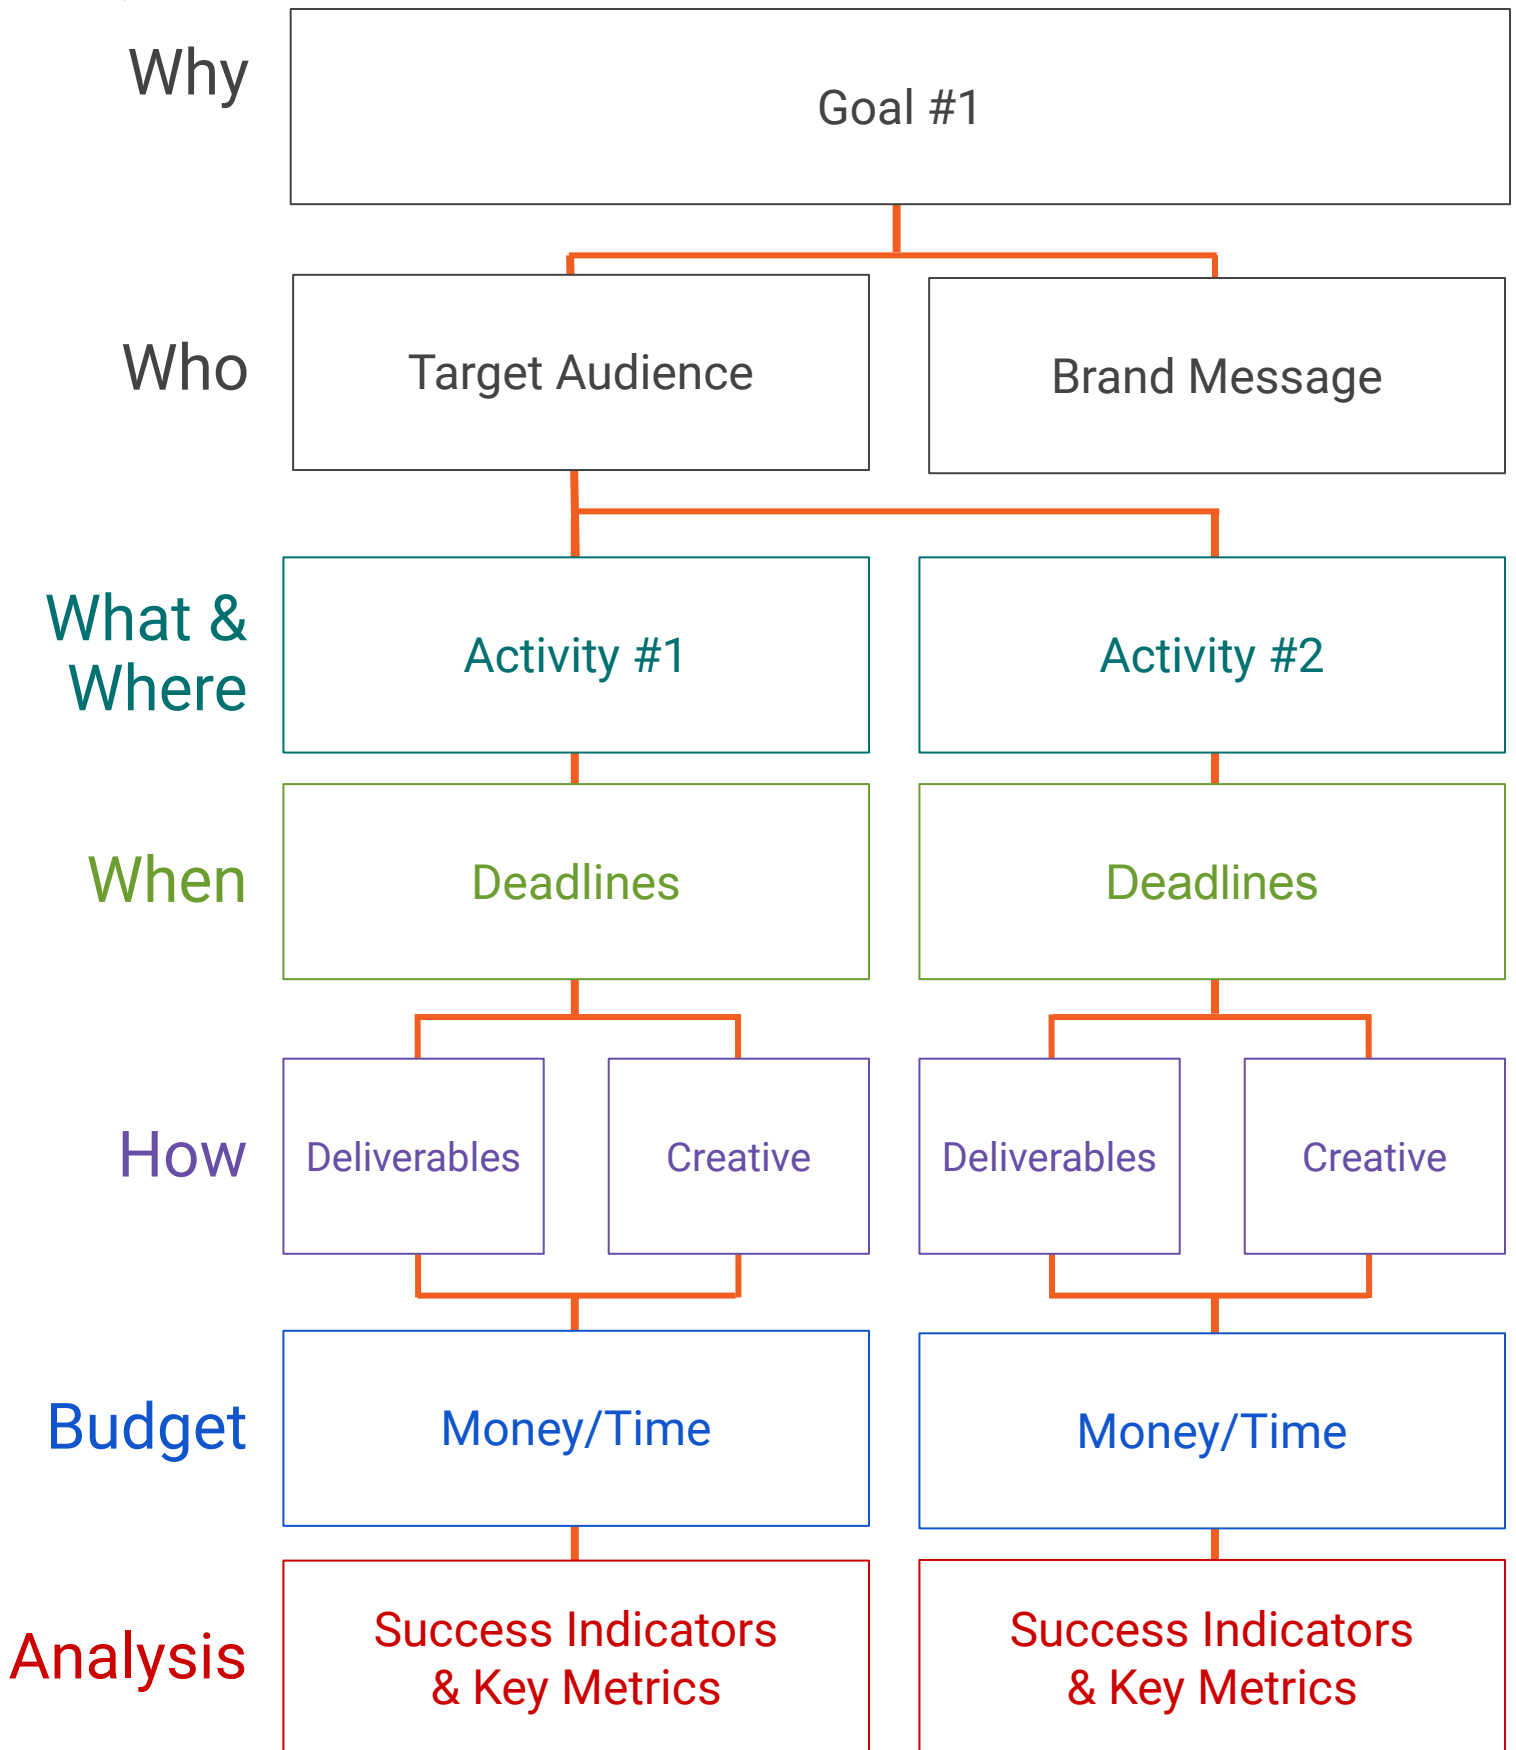 Why
Goal #1
Who
Target Audience
Brand Message
What &
Where
Activity #1
Activity #2
When
Deadlines
Deadlines
How
Deliverables
Creative
Deliverables
Creative
Budget
Money/Time
Money/Time
Analysis
Success Indicators
& Key Metrics
Success Indicators
& Key Metrics